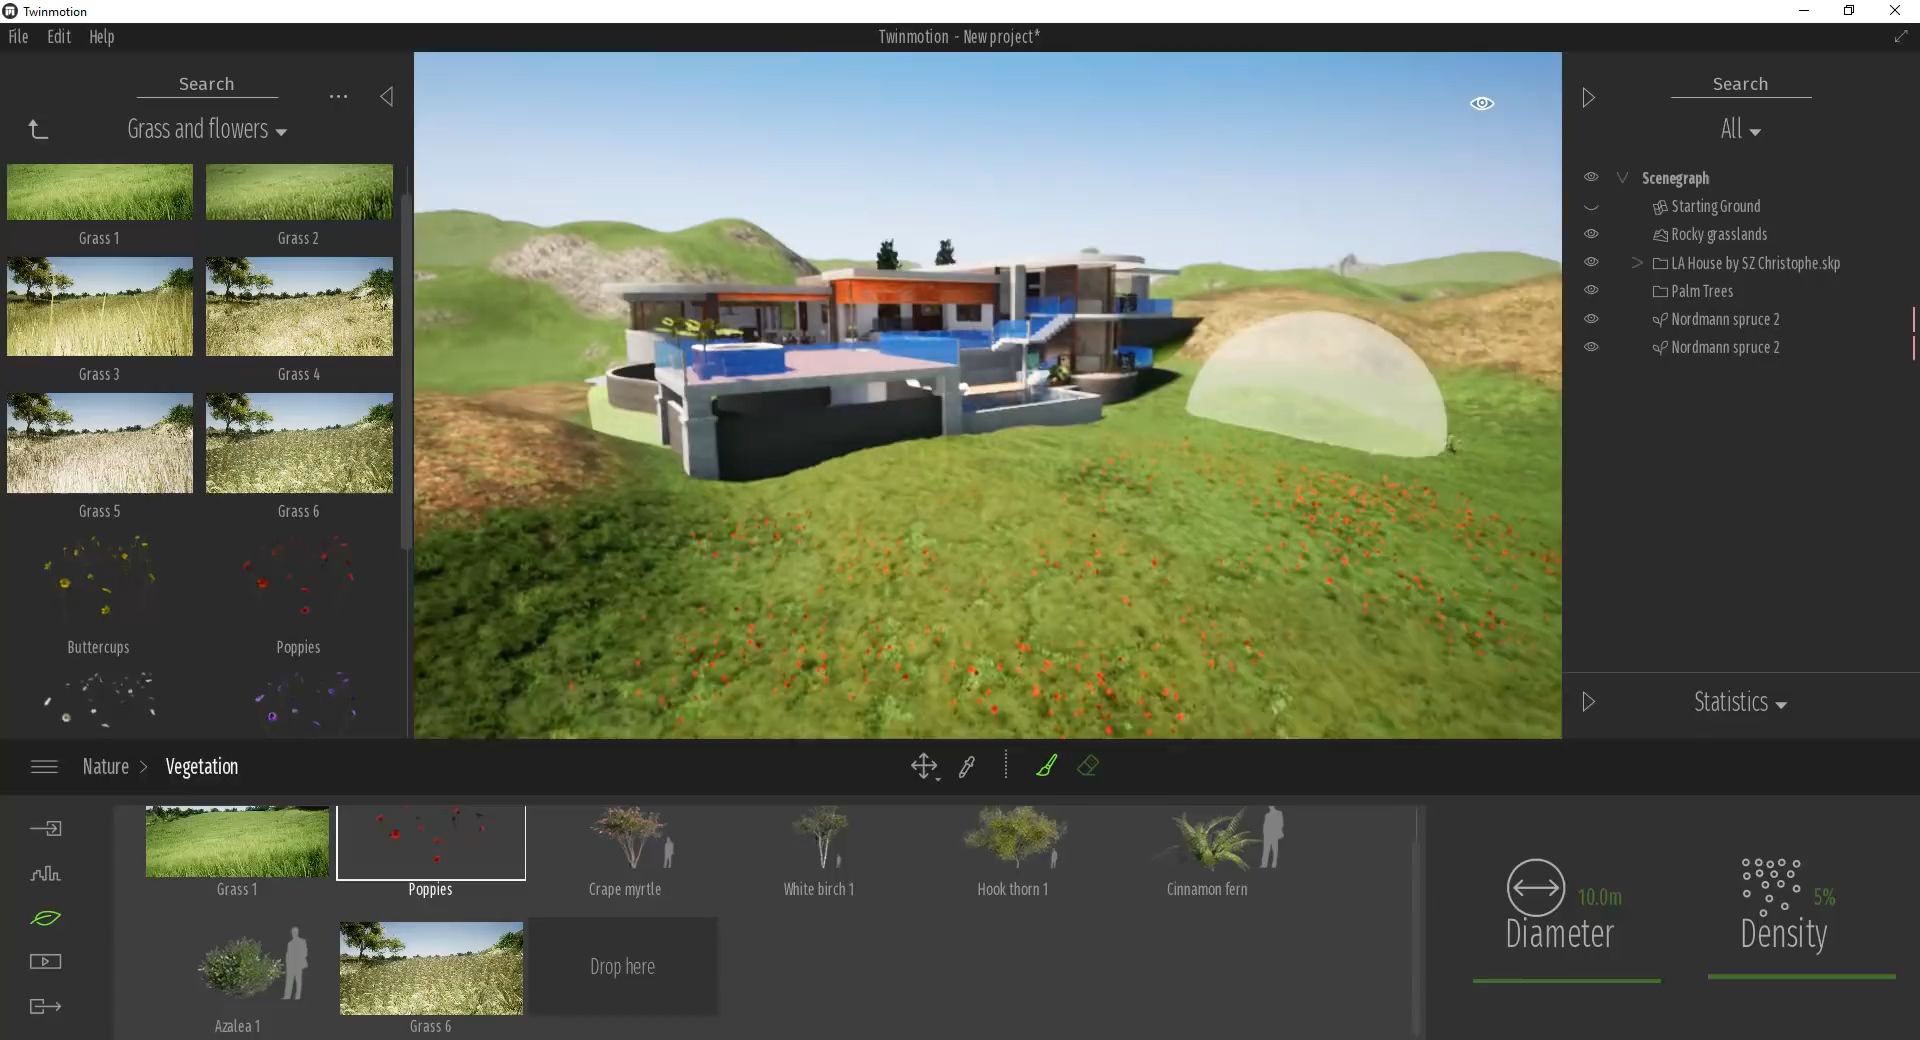 Twinmotion
File Edit Help
Twinmotion - New project*
Search
...
Grass and flowers
Grass 1
Grass 2
Grass 3
Grass 4
Grass 5
Grass 6
Buttercups
Poppies
Search
All
Scenegraph
Starting Ground
Rocky grasslands
LA House by SZ Christophe.skp
Palm Trees
Nordmann spruce 2
Nordmann spruce 2
Statistics
Nature > Vegetation
Grass 1
Poppies
Crape myrtle
White birch 1
Hook thorn 1
Cinnamon fern
Azalea 1
Grass 6
Drop here
10.0m
Diameter
5%
Density